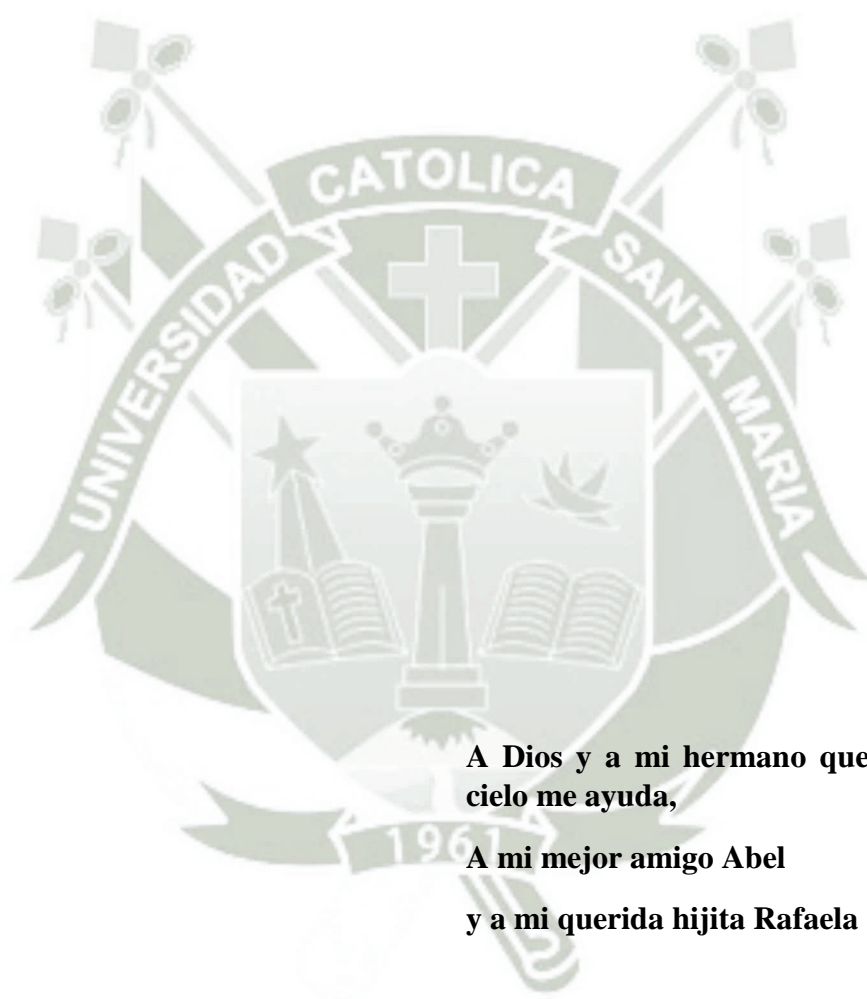 CATOLICA
UNIVERSIDAD
SANTA MARIA
A Dios y a mi hermano que
cielo me ayuda,
1961
A mi mejor amigo Abel
y a mi querida hijita Rafaela